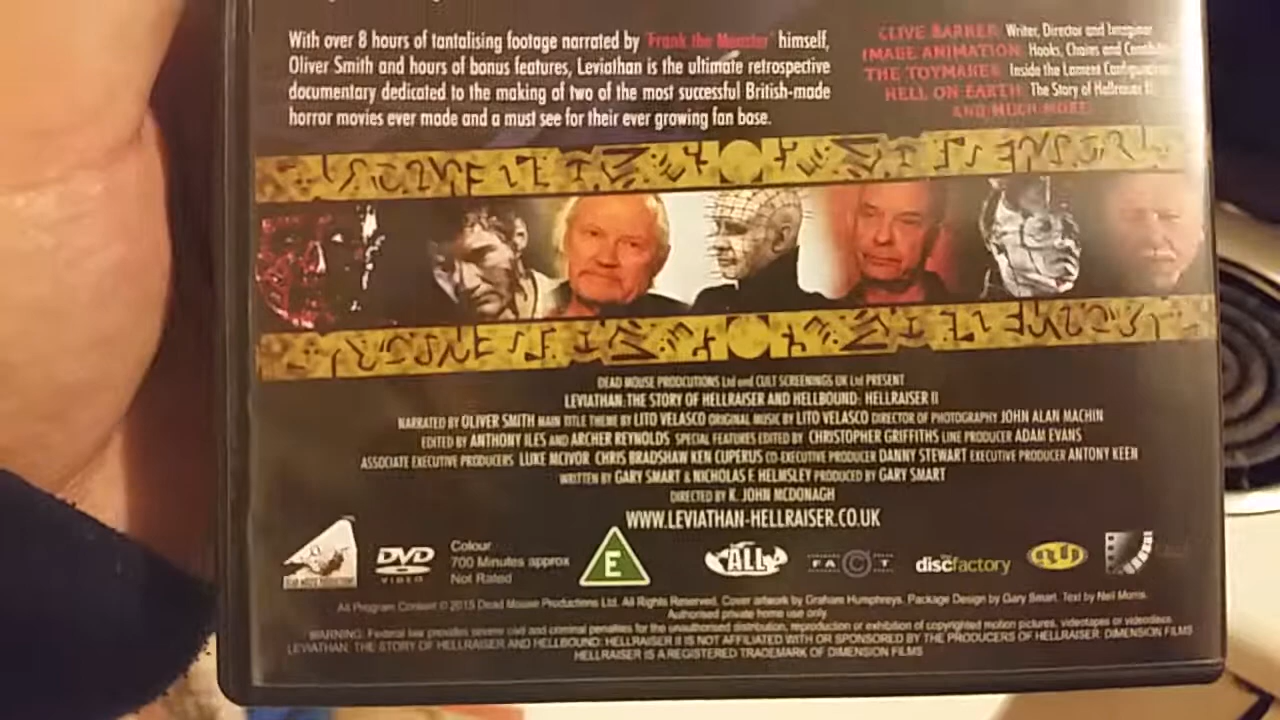 With over 8 hours of tantalising footage narrated by 'Frank the Monster' himself,
Oliver Smith and hours of bonus features, Leviathan is the ultimate retrospective
documentary dedicated to the making of two of the most successful British-made
horror movies ever made and a must see for their ever growing fan base.
CLIVE BARKER Writer, Director and Imaginer
IMAGE ANIMATION Hooks, Chains and
THE TOYMAKER Inside the Lament
HELL ON EARTH The Story of Hellraiser
AND MUCH MORE
DEAD MOUSE PRODCUTIONS Ltd and CULT SCREENINGS UK Ltd PRESENT
LEVIATHAN: THE STORY OF HELLRAISER AND HELLBOUND: HELLRAISER II
NARRATED BY OLIVER SMITH MAIN TITLE THEME BY LITO VELASCO ORIGINAL MUSIC BY LITO VELASCO DIRECTOR OF PHOTOGRAPHY JOHN ALAN MACHIN
EDITED BY ANTHONY ILES AND ARCHER REYNOLDS SPECIAL FEATURES EDITED BY CHRISTOPHER GRIFFITHS LINE PRODUCER ADAM EVANS
ASSOCIATE EXECUTIVE PRODUCERS LUKE MCIVOR CHRIS BRADSHAW KEN CUPERUS CO-EXECUTIVE PRODUCER DANNY STEWART EXECUTIVE PRODUCER ANTONY KEEN
WRITTEN BY GARY SMART & NICHOLAS F. HELMSLEY PRODUCED BY GARY SMART
DIRECTED BY K. JOHN MCDONAGH
WWW.LEVIATHAN-HELLRAISER.CO.UK
DEAD MOUSE PRODUCTIONS
DVD VIDEO
Colour
700 Minutes approx
Not Rated
E
ALL
FACT
the discfactory
All Program Content © 2015 Dead Mouse Productions Ltd. All Rights Reserved. Cover artwork by Graham Humphreys. Package Design by Gary Smart. Text by Neil Morris.
Authorised private home use only
WARNING: Federal law provides severe civil and criminal penalties for the unauthorised distribution, reproduction or exhibition of copyrighted motion pictures, videotapes or videodiscs.
LEVIATHAN: THE STORY OF HELLRAISER AND HELLBOUND: HELLRAISER II IS NOT AFFILIATED WITH OR SPONSORED BY THE PRODUCERS OF HELLRAISER. DIMENSION FILMS
HELLRAISER IS A REGISTERED TRADEMARK OF DIMENSION FILMS